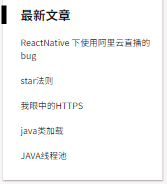 最新文章
ReactNative 下使用阿里云直播的
bug
star法则
我眼中的HTTPS
java类加载
JAVA线程池